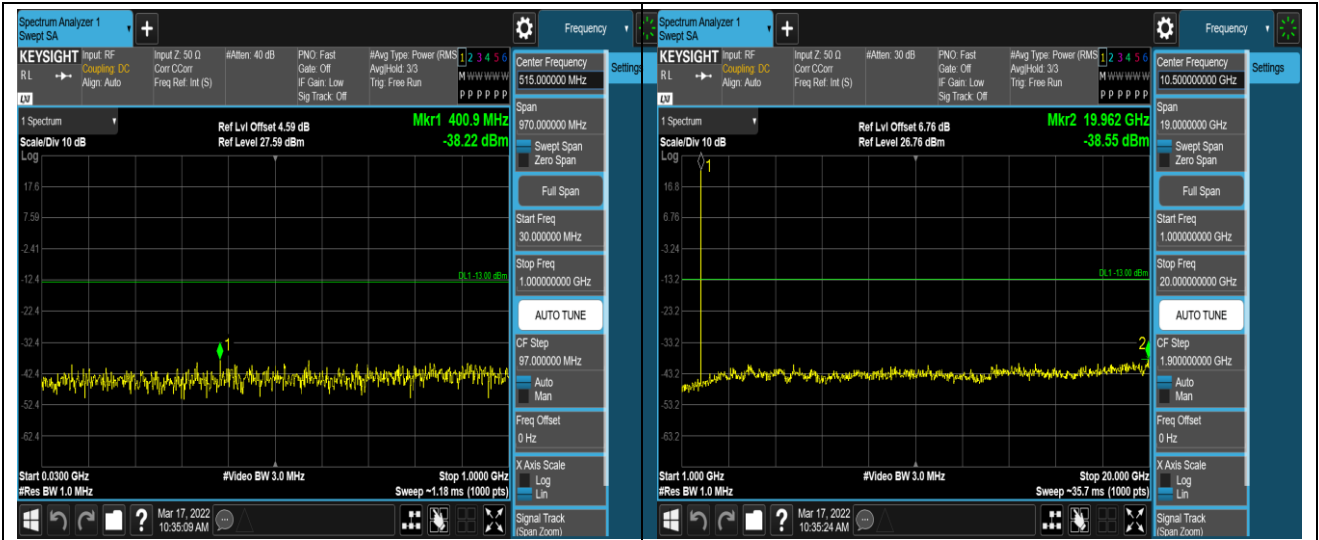 Spectrum Analyzer 1
Swept SA
+
Frequency
KEYSIGHT
Input: RF
Coupling: DC
Align: Auto
Input Z: 50 Ω
Corr CCorr
Freq Ref: Int (S)
#Atten: 40 dB
PNO: Fast
Gate: Off
IF Gain: Low
Sig Track: Off
#Avg Type: Power (RMS
Avg|Hold: 3/3
Trig: Free Run
1 2 3 4 5 6
M W W W W W
P P P P P P
RL
LXI
Center Frequency
515.000000 MHz
Settings
1 Spectrum
Scale/Div 10 dB
Log
Ref Lvl Offset 4.59 dB
Ref Level 27.59 dBm
Mkr1 400.9 MHz
-38.22 dBm
Span
970.000000 MHz
Swept Span
Zero Span
Full Span
Start Freq
30.000000 MHz
Stop Freq
1.000000000 GHz
AUTO TUNE
CF Step
97.000000 MHz
Auto
Man
Freq Offset
0 Hz
X Axis Scale
Log
Lin
Signal Track
(Span Zoom)
17.6
7.59
-2.41
-12.4
DL1 -13.00 dBm
-22.4
-32.4
1
-42.4
-52.4
-62.4
Start 0.0300 GHz
#Video BW 3.0 MHz
Stop 1.0000 GHz
#Res BW 1.0 MHz
Sweep ~1.18 ms (1000 pts)
?
Mar 17, 2022
10:35:09 AM
Spectrum Analyzer 1
Swept SA
+
Frequency
KEYSIGHT
Input: RF
Coupling: DC
Align: Auto
Input Z: 50 Ω
Corr CCorr
Freq Ref: Int (S)
#Atten: 30 dB
PNO: Fast
Gate: Off
IF Gain: Low
Sig Track: Off
#Avg Type: Power (RMS
Avg|Hold: 3/3
Trig: Free Run
1 2 3 4 5 6
M W W W W W
P P P P P P
RL
LXI
Center Frequency
10.500000000 GHz
Settings
1 Spectrum
Scale/Div 10 dB
Log
Ref Lvl Offset 6.76 dB
Ref Level 26.76 dBm
Mkr2 19.962 GHz
-38.55 dBm
Span
19.0000000 GHz
Swept Span
Zero Span
Full Span
Start Freq
1.000000000 GHz
Stop Freq
20.000000000 GHz
AUTO TUNE
CF Step
1.900000000 GHz
Auto
Man
Freq Offset
0 Hz
X Axis Scale
Log
Lin
Signal Track
(Span Zoom)
1
16.8
6.76
-3.24
-13.2
DL1 -13.00 dBm
-23.2
-33.2
2
-43.2
-53.2
-63.2
Start 1.000 GHz
#Video BW 3.0 MHz
Stop 20.000 GHz
#Res BW 1.0 MHz
Sweep ~35.7 ms (1000 pts)
?
Mar 17, 2022
10:35:24 AM